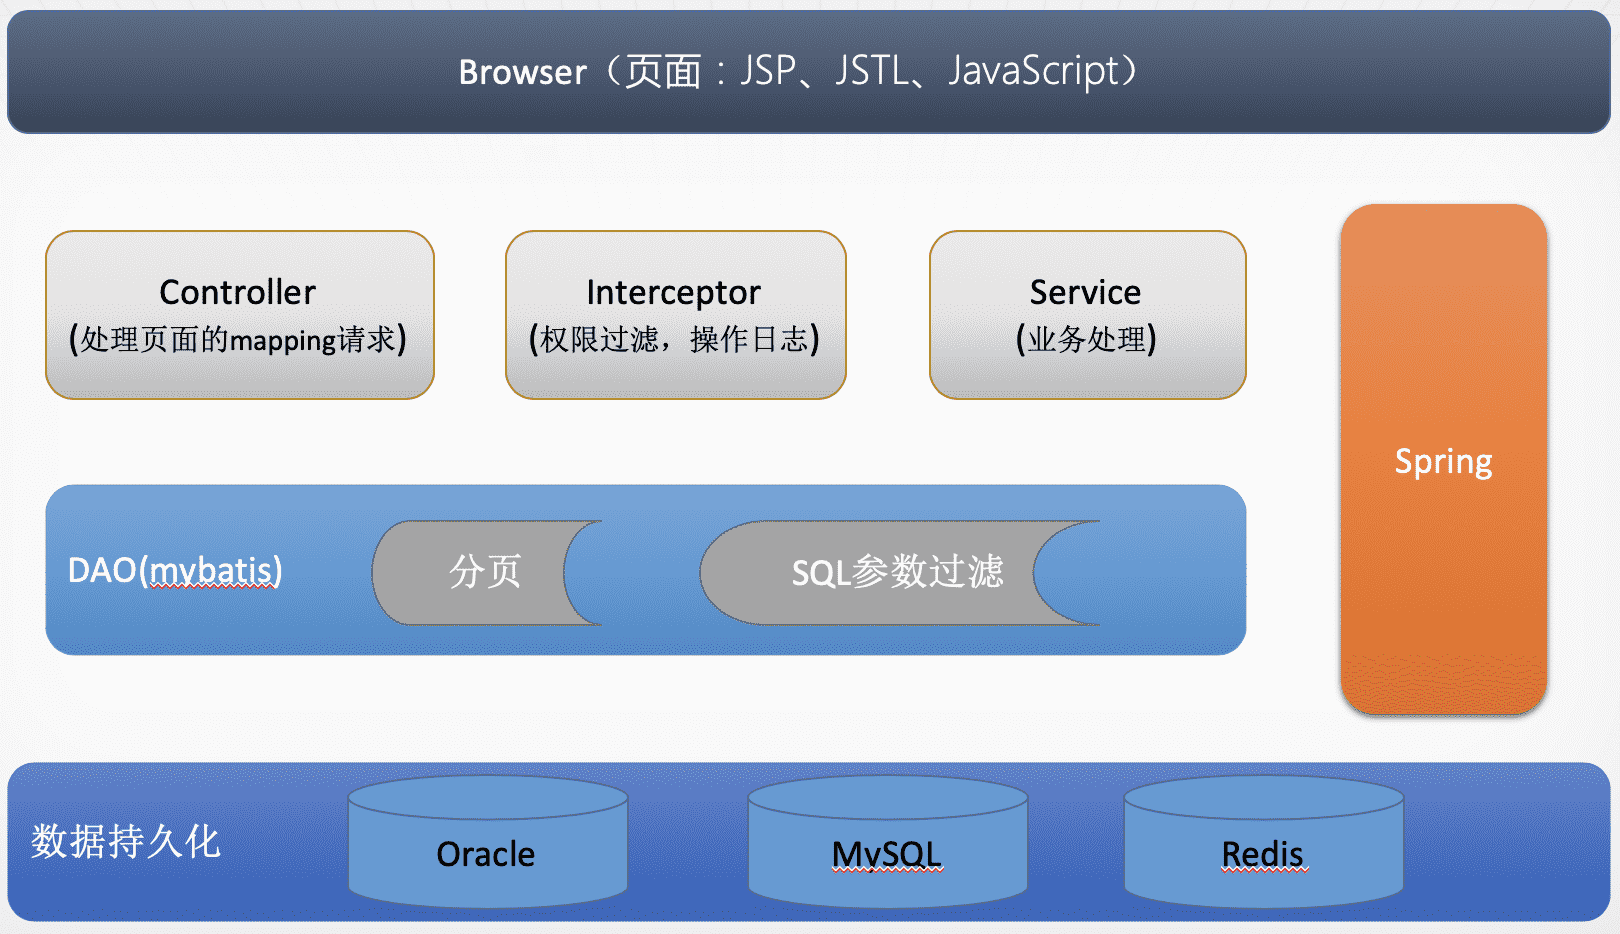 Browser（页面：JSP、JSTL、JavaScript）
Controller
(处理页面的mapping请求)
Interceptor
(权限过滤，操作日志)
Service
(业务处理)
Spring
DAO(mybatis)
分页
SQL参数过滤
数据持久化
Oracle
MySQL
Redis